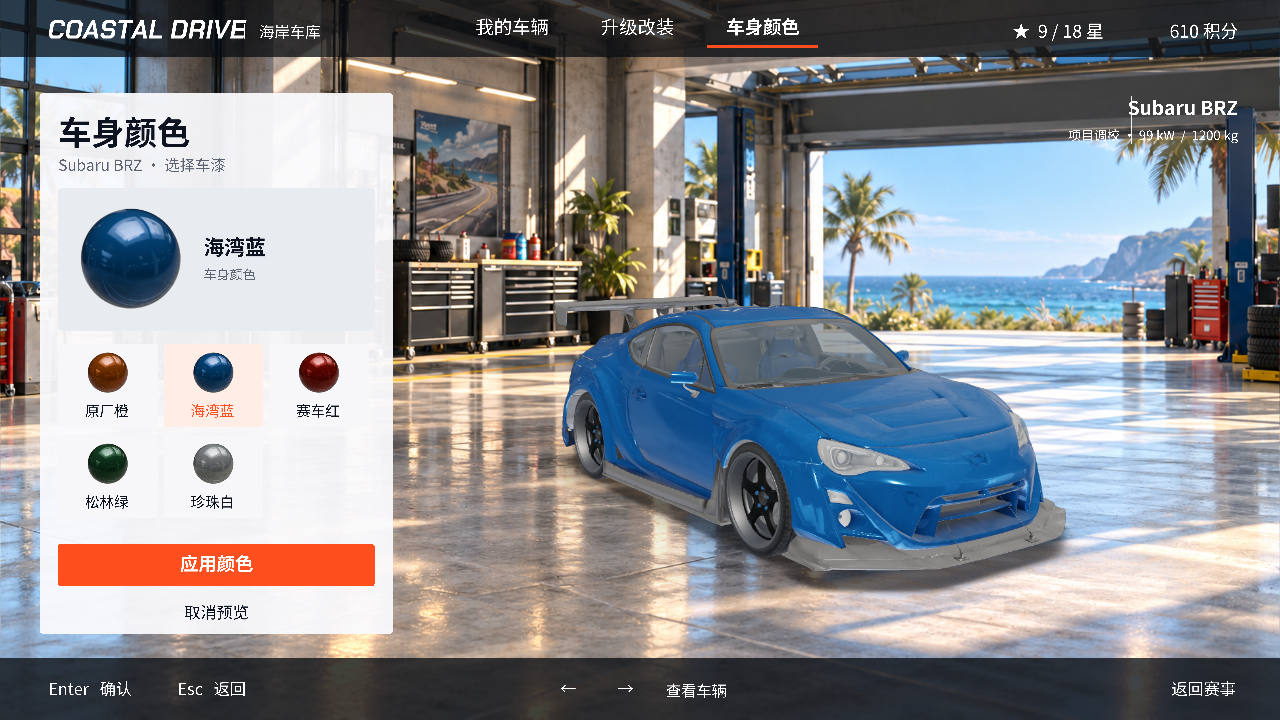 COASTAL DRIVE 海岸车库
我的车辆
升级改装
车身颜色
★ 9 / 18 星
610 积分
Subaru BRZ
项目调校 · 99 kW / 1200 kg
车身颜色
Subaru BRZ · 选择车漆
海湾蓝
车身颜色
原厂橙
海湾蓝
赛车红
松林绿
珍珠白
应用颜色
取消预览
Enter 确认
Esc 返回
← → 查看车辆
返回赛事